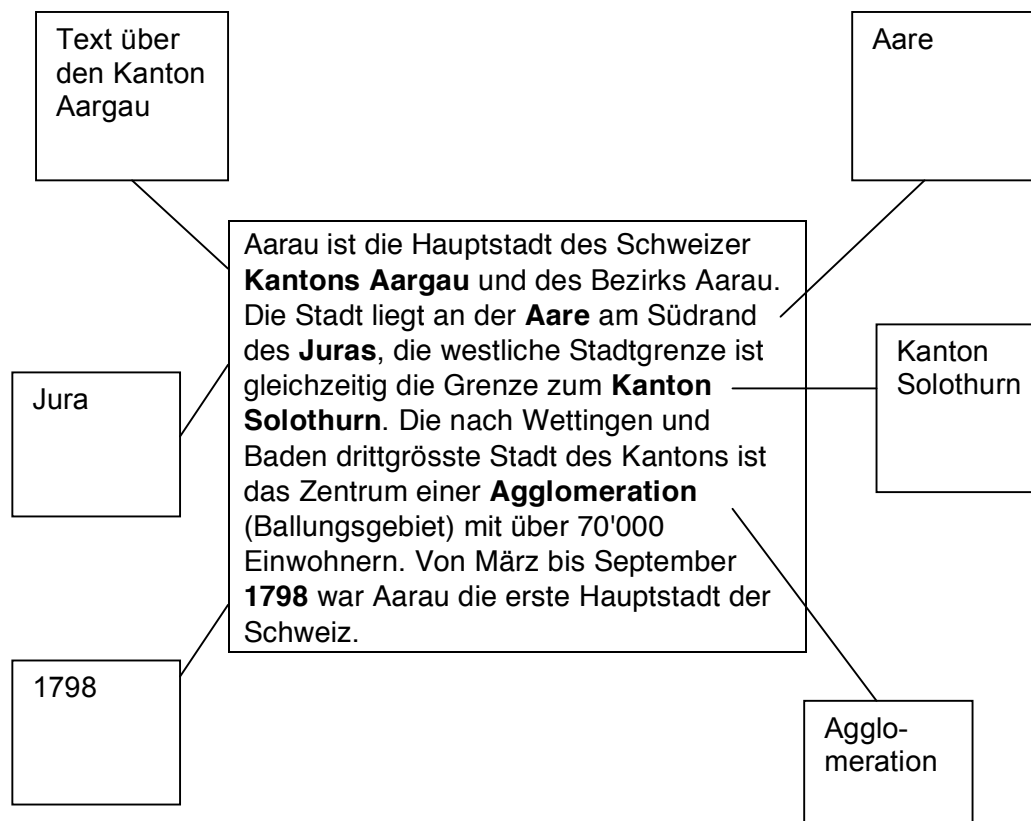 Text über
den Kanton
Aargau
Aare
Aarau ist die Hauptstadt des Schweizer
Kantons Aargau und des Bezirks Aarau.
Die Stadt liegt an der Aare am Südrand
des Juras, die westliche Stadtgrenze ist
gleichzeitig die Grenze zum Kanton
Solothurn. Die nach Wettingen und
Baden drittgrösste Stadt des Kantons ist
das Zentrum einer Agglomeration
(Ballungsgebiet) mit über 70'000
Einwohnern. Von März bis September
1798 war Aarau die erste Hauptstadt der
Schweiz.
Jura
Kanton
Solothurn
1798
Agglo-
meration